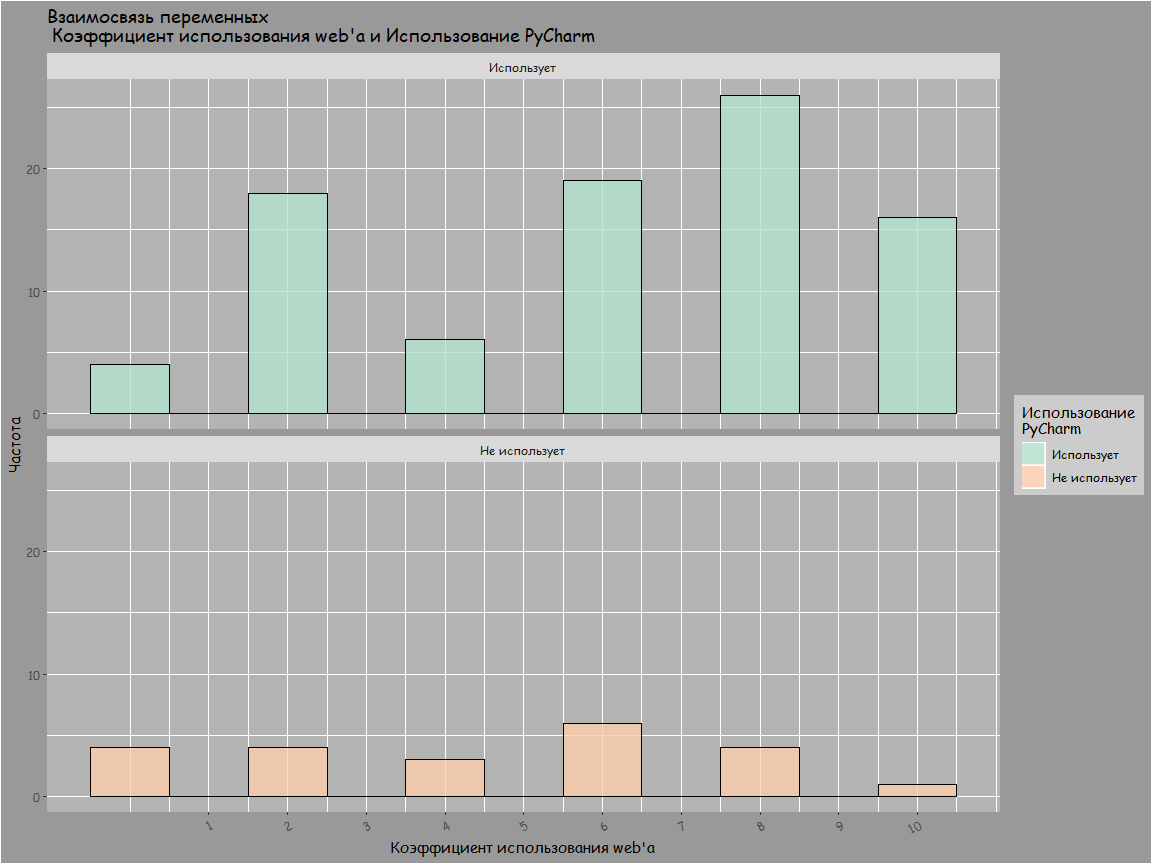 Взаимосвязь переменных
Коэффициент использования web'а и Использование PyCharm
Использует
20
10
0
Частота
Не использует
20
10
0
1 2 3 4 5 6 7 8 9 10
Коэффициент использования web'а
Использование
PyCharm
Использует
Не использует